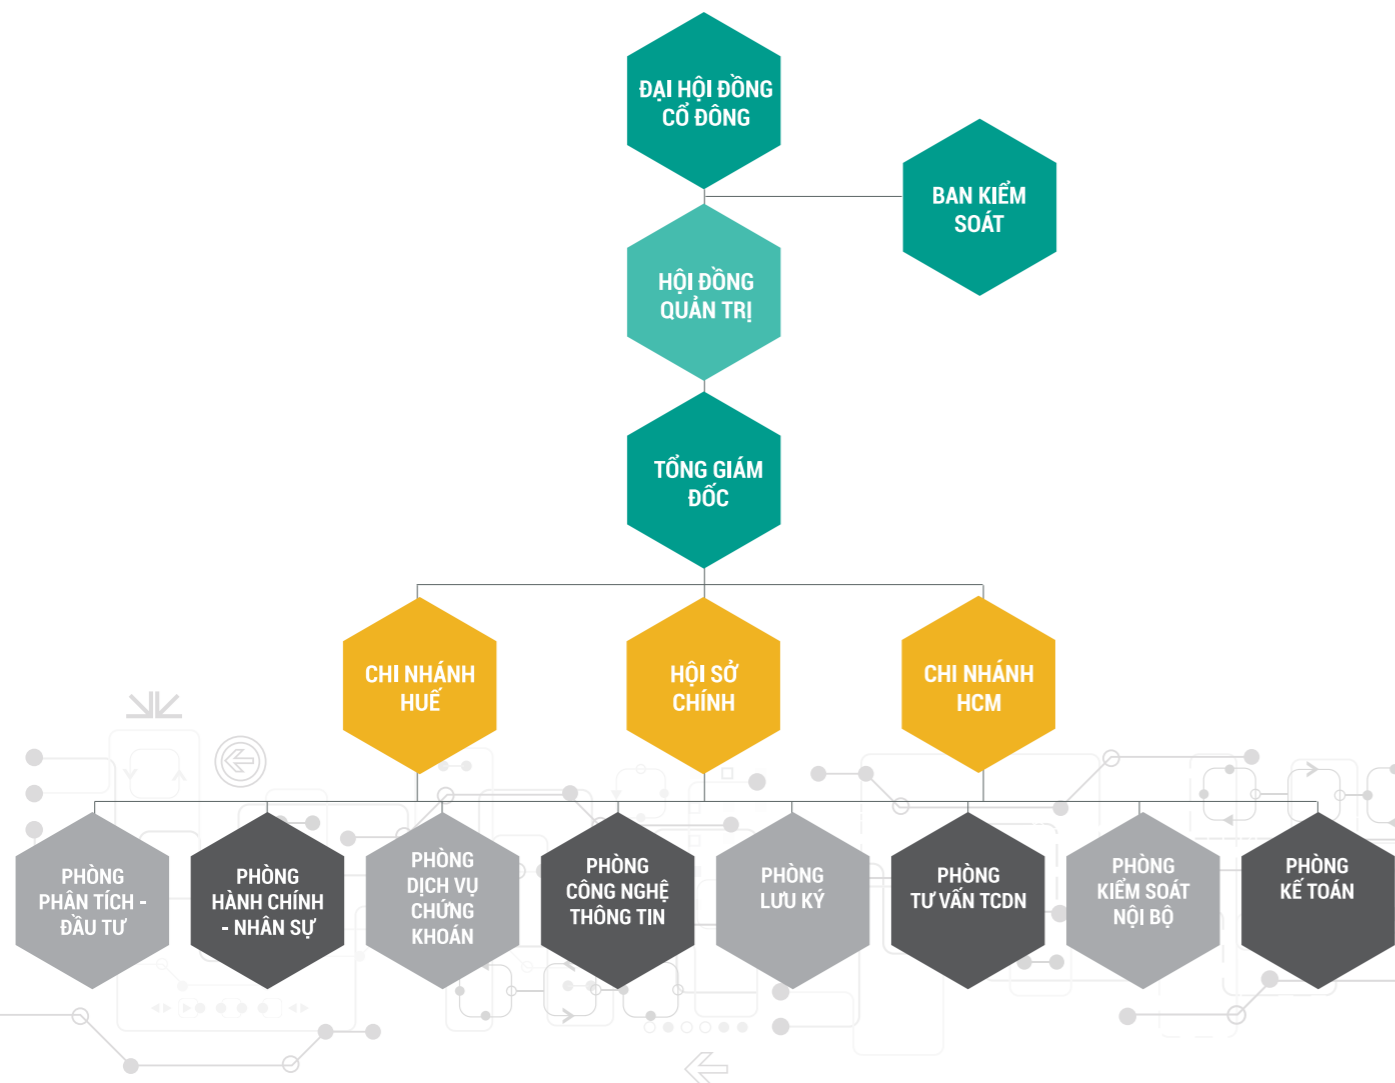 ĐẠI HỘI ĐỒNG
CỔ ĐÔNG
BAN KIỂM
SOÁT
HỘI ĐỒNG
QUẢN TRỊ
TỔNG GIÁM
ĐỐC
CHI NHÁNH
HUẾ
HỘI SỞ
CHÍNH
CHI NHÁNH
HCM
PHÒNG
PHÂN TÍCH -
ĐẦU TƯ
PHÒNG
HÀNH CHÍNH
- NHÂN SỰ
PHÒNG
DỊCH VỤ
CHỨNG
KHOÁN
PHÒNG
CÔNG NGHỆ
THÔNG TIN
PHÒNG
LƯU KÝ
PHÒNG
TƯ VẤN TCDN
PHÒNG
KIỂM SOÁT
NỘI BỘ
PHÒNG
KẾ TOÁN